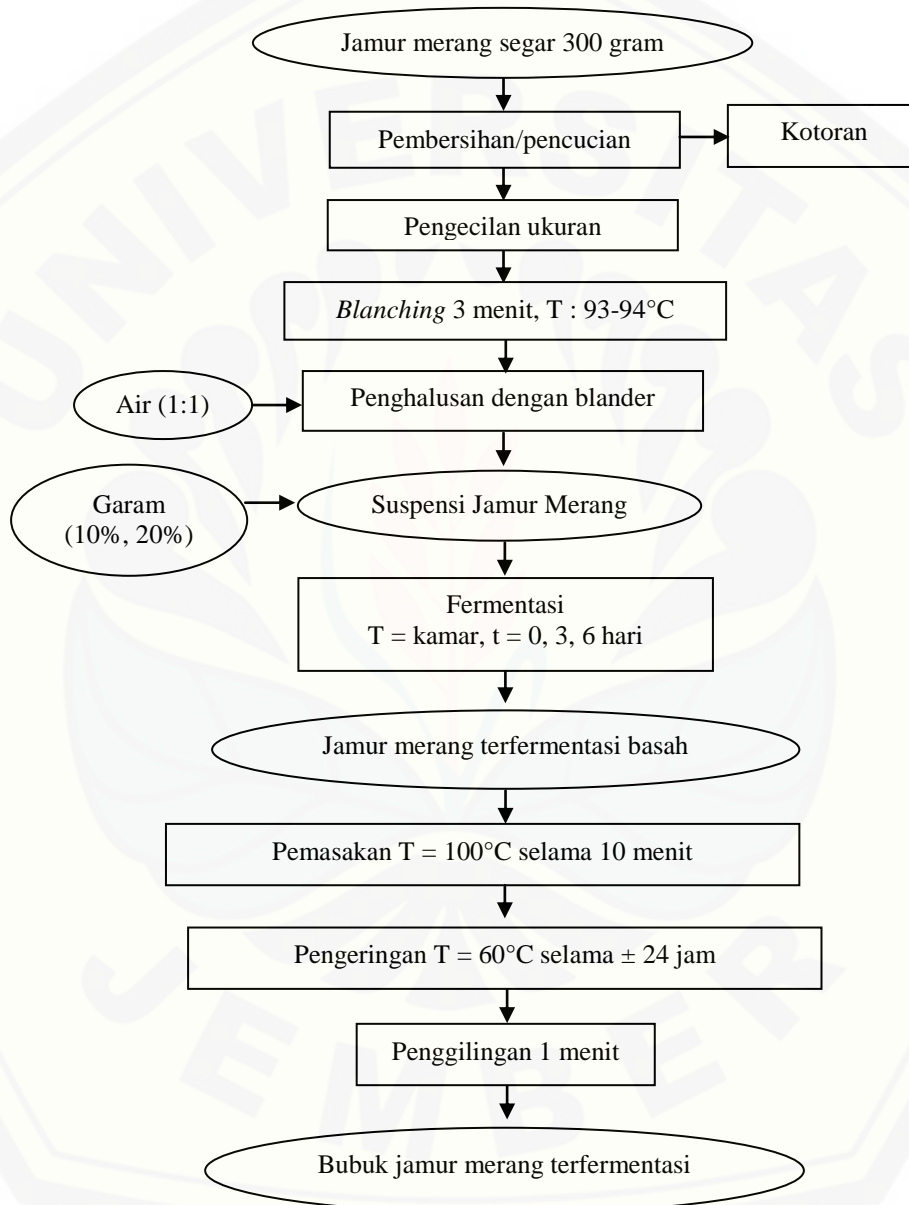 Jamur merang segar 300 gram
Pembersihan/pencucian
Kotoran
Pengecilan ukuran
Blanching 3 menit, T : 93-94°C
Air (1:1)
Penghalusan dengan blander
Garam
(10%, 20%)
Suspensi Jamur Merang
Fermentasi
T = kamar, t = 0, 3, 6 hari
Jamur merang terfermentasi basah
Pemasakan T = 100°C selama 10 menit
Pengeringan T = 60°C selama ± 24 jam
Penggilingan 1 menit
Bubuk jamur merang terfermentasi
UNIVERSITAS
JEMBER